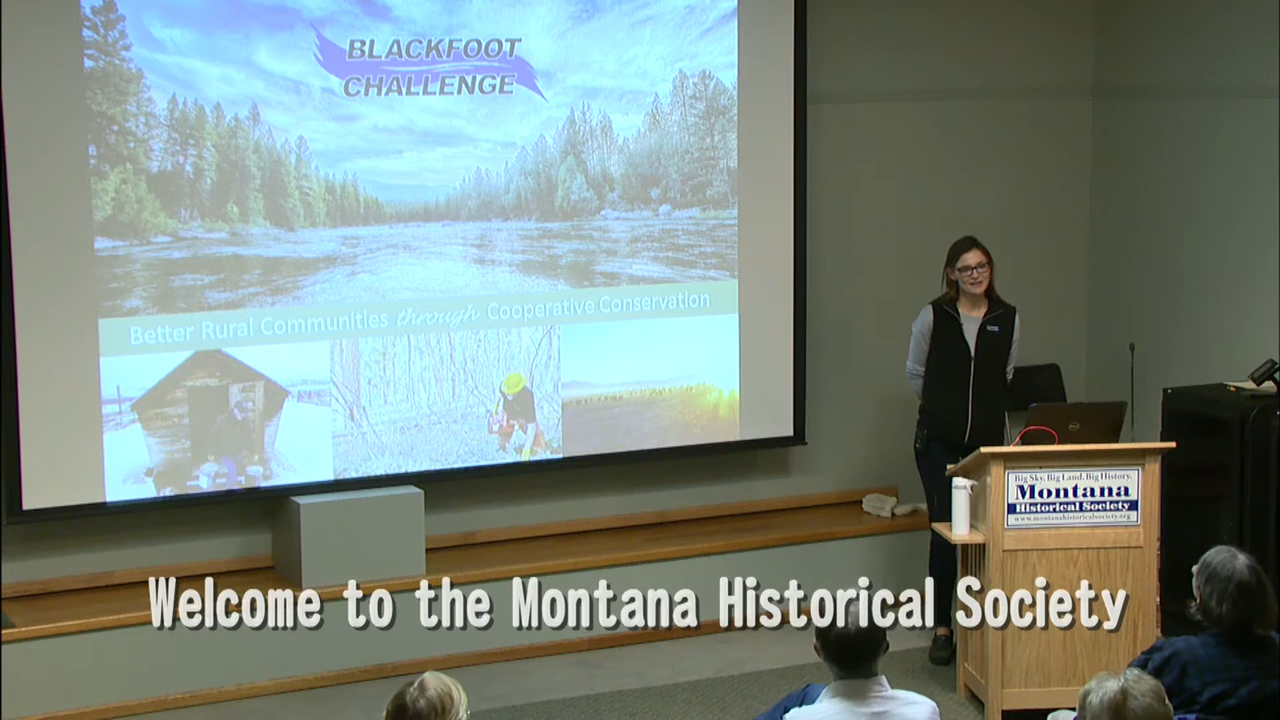 BLACKFOOT
CHALLENGE
Better Rural Communities through Cooperative Conservation
Big Sky. Big Land. Big History.
Montana
Historical Society
www.montanahistoricalsociety.org
Welcome to the Montana Historical Society